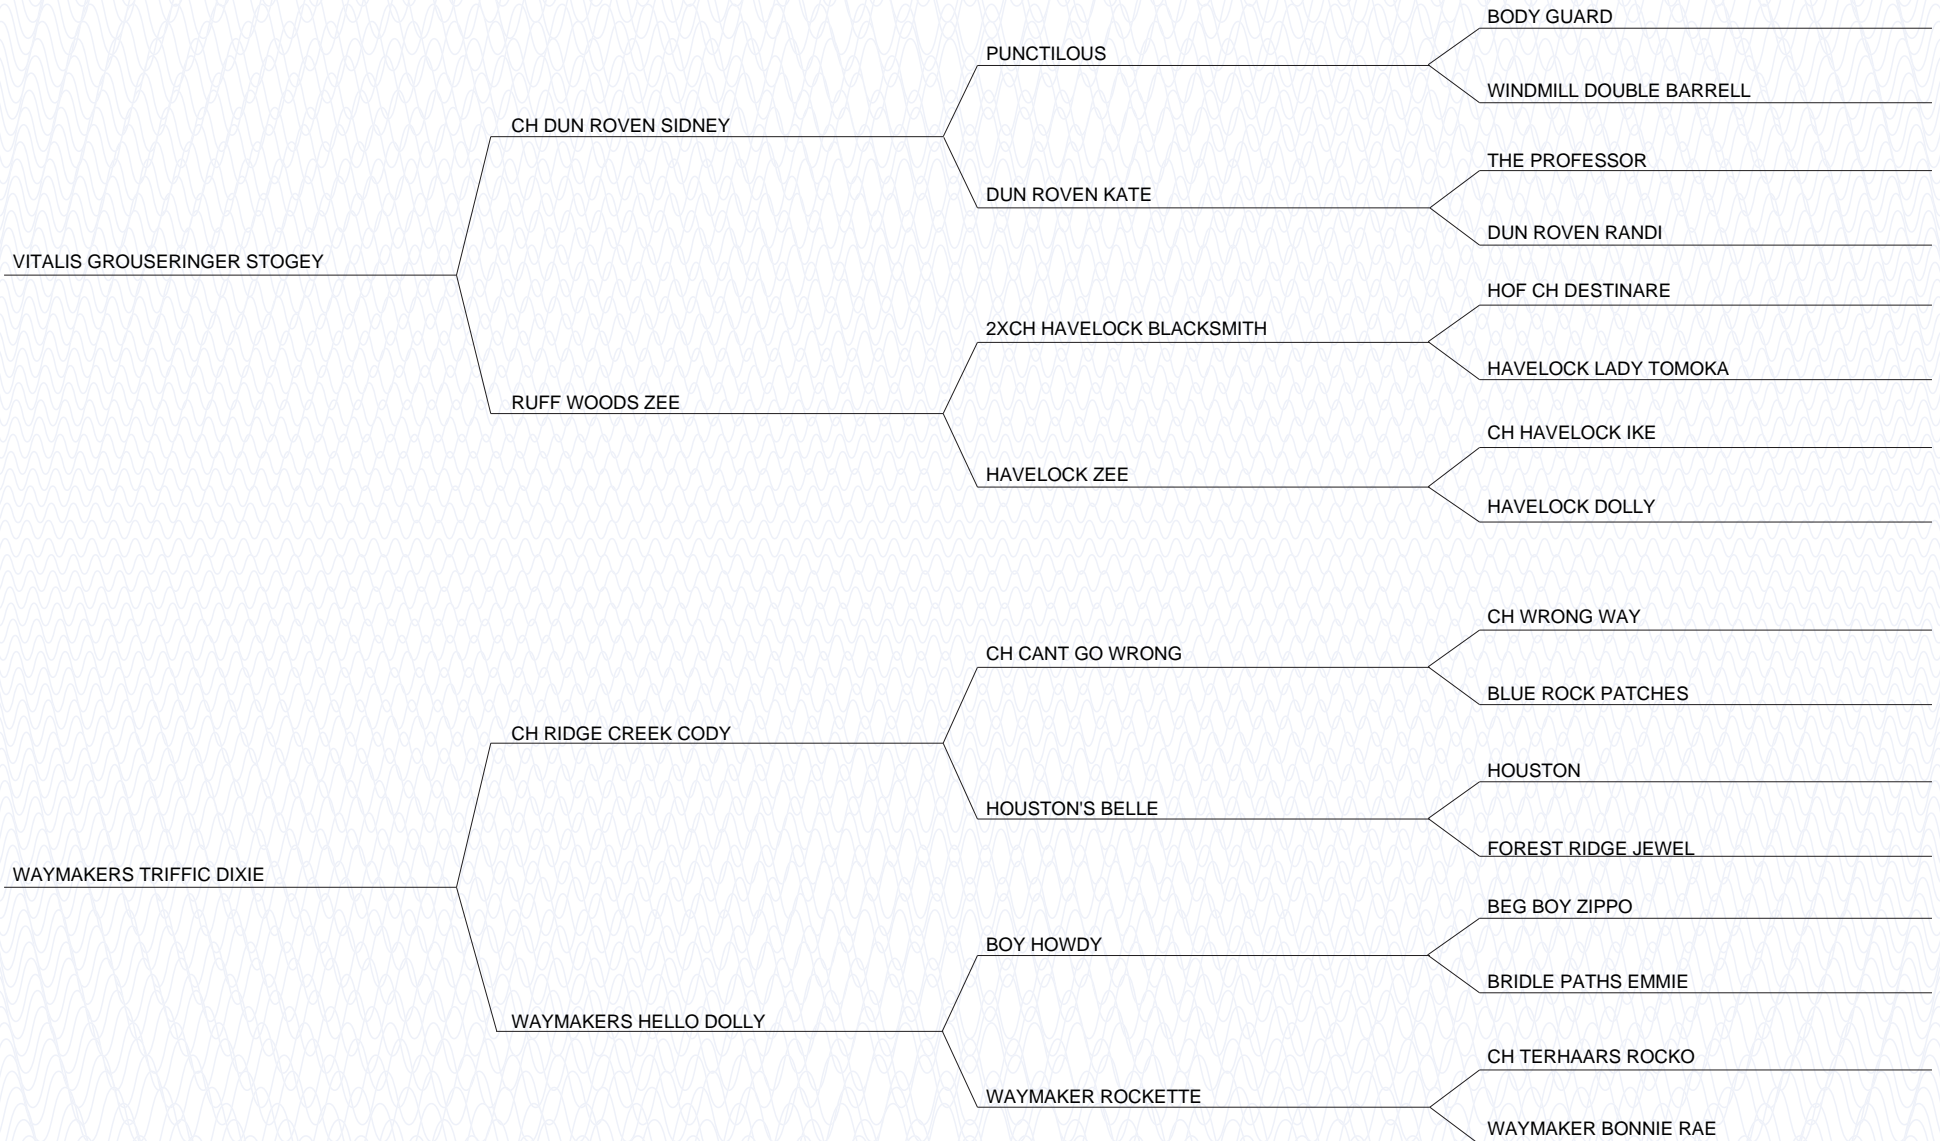 BODY GUARD
PUNCTILOUS
WINDMILL DOUBLE BARRELL
CH DUN ROVEN SIDNEY
THE PROFESSOR
DUN ROVEN KATE
DUN ROVEN RANDI
VITALIS GROUSERINGER STOGEY
HOF CH DESTINARE
2XCH HAVELOCK BLACKSMITH
HAVELOCK LADY TOMOKA
RUFF WOODS ZEE
CH HAVELOCK IKE
HAVELOCK ZEE
HAVELOCK DOLLY
CH WRONG WAY
CH CANT GO WRONG
BLUE ROCK PATCHES
CH RIDGE CREEK CODY
HOUSTON
HOUSTON'S BELLE
FOREST RIDGE JEWEL
WAYMAKERS TRIFFIC DIXIE
BEG BOY ZIPPO
BOY HOWDY
BRIDLE PATHS EMMIE
WAYMAKERS HELLO DOLLY
CH TERHAARS ROCKO
WAYMAKER ROCKETTE
WAYMAKER BONNIE RAE